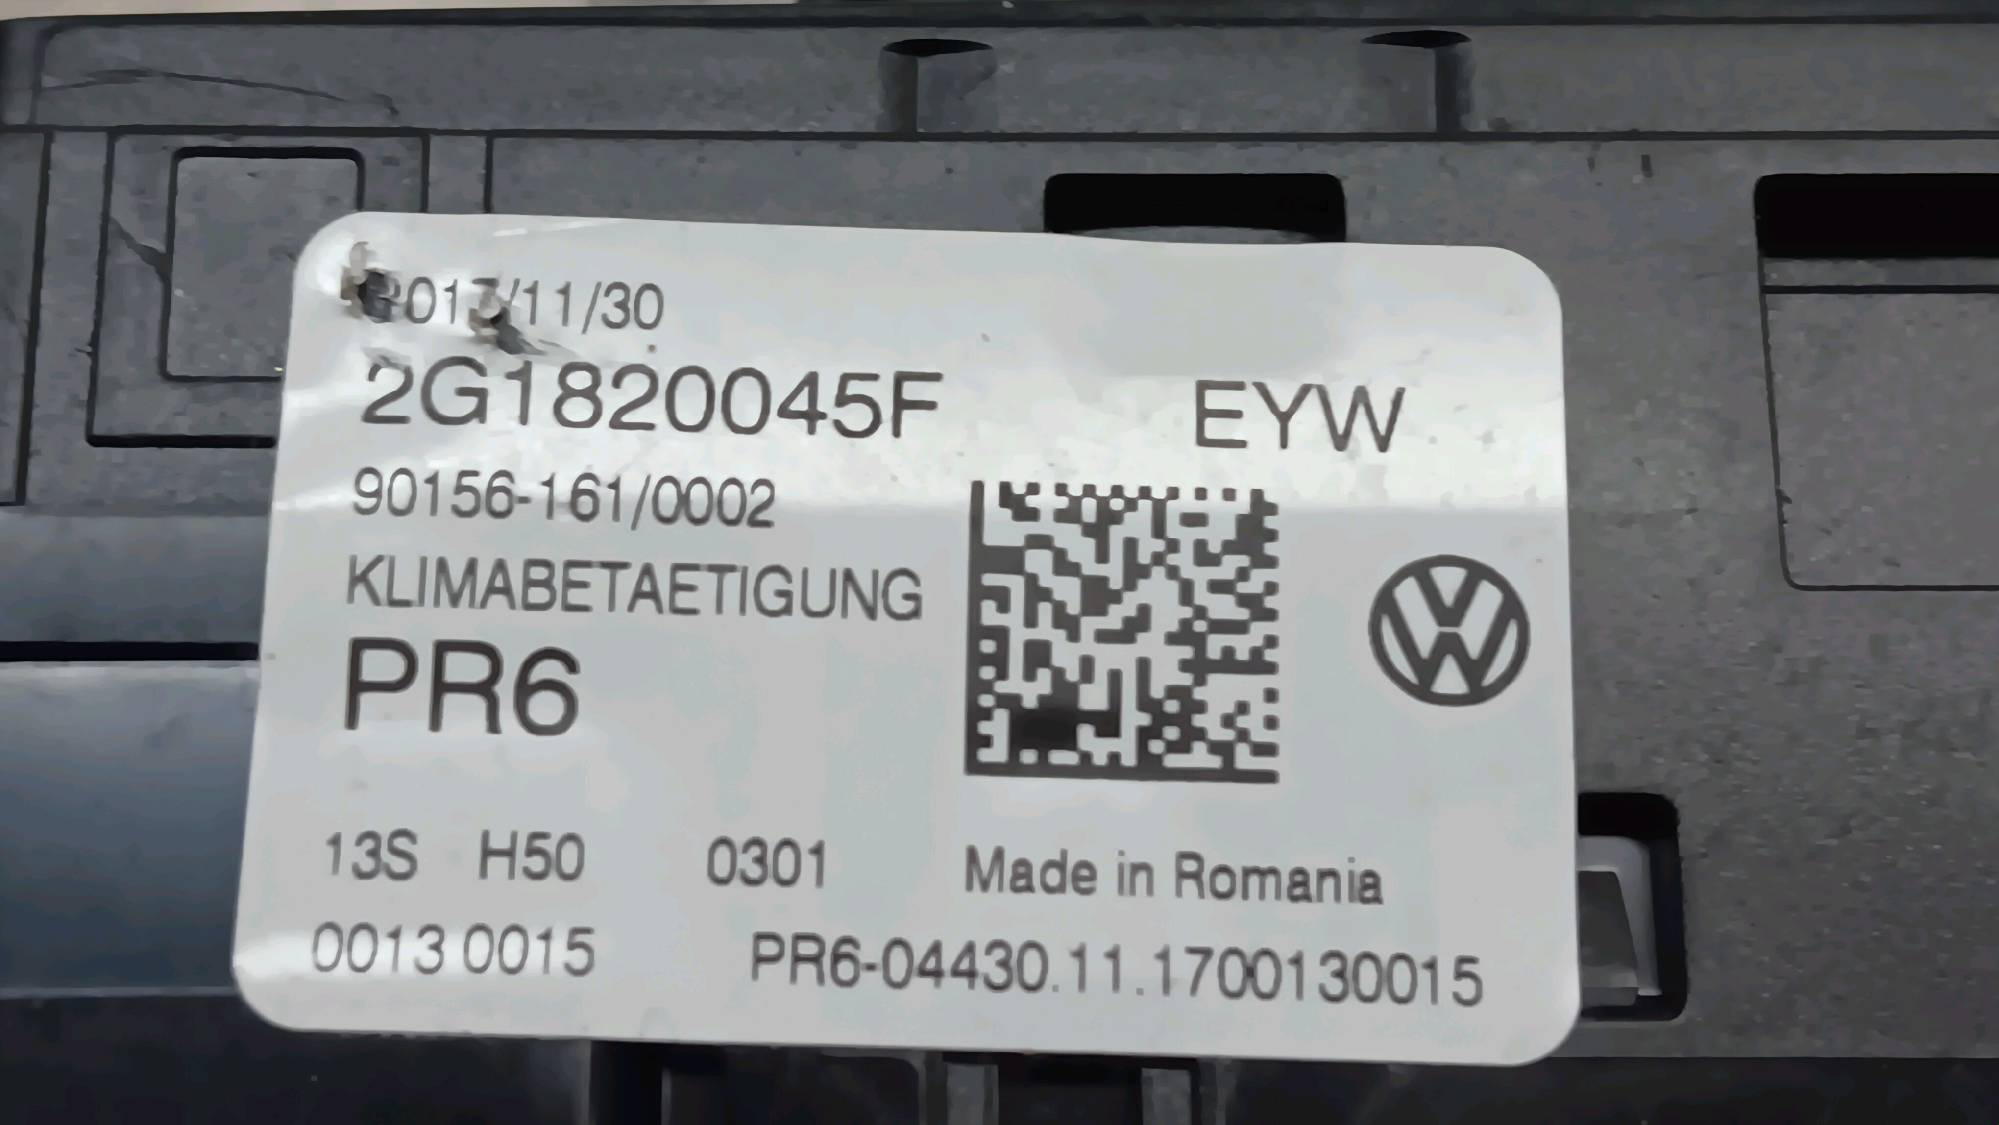 2017/11/30
2G1820045F EYW
90156-161/0002
KLIMABETAETIGUNG
PR6
13S H50 0301 Made in Romania
0013 0015 PR6-04430.11.1700130015